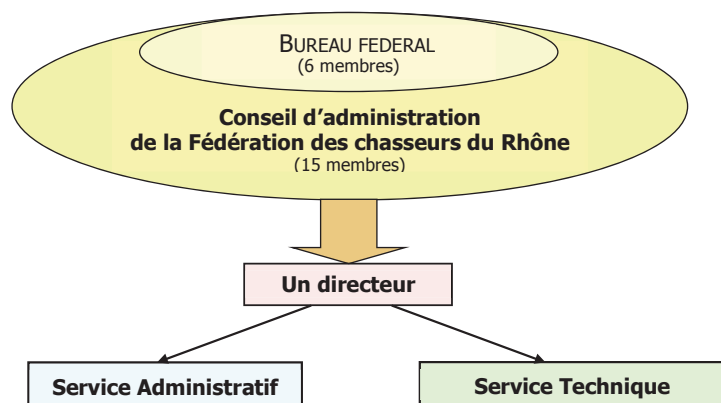 BUREAU FEDERAL
(6 membres)
Conseil d'administration
de la Fédération des chasseurs du Rhône
(15 membres)
Un directeur
Service Administratif
Service Technique